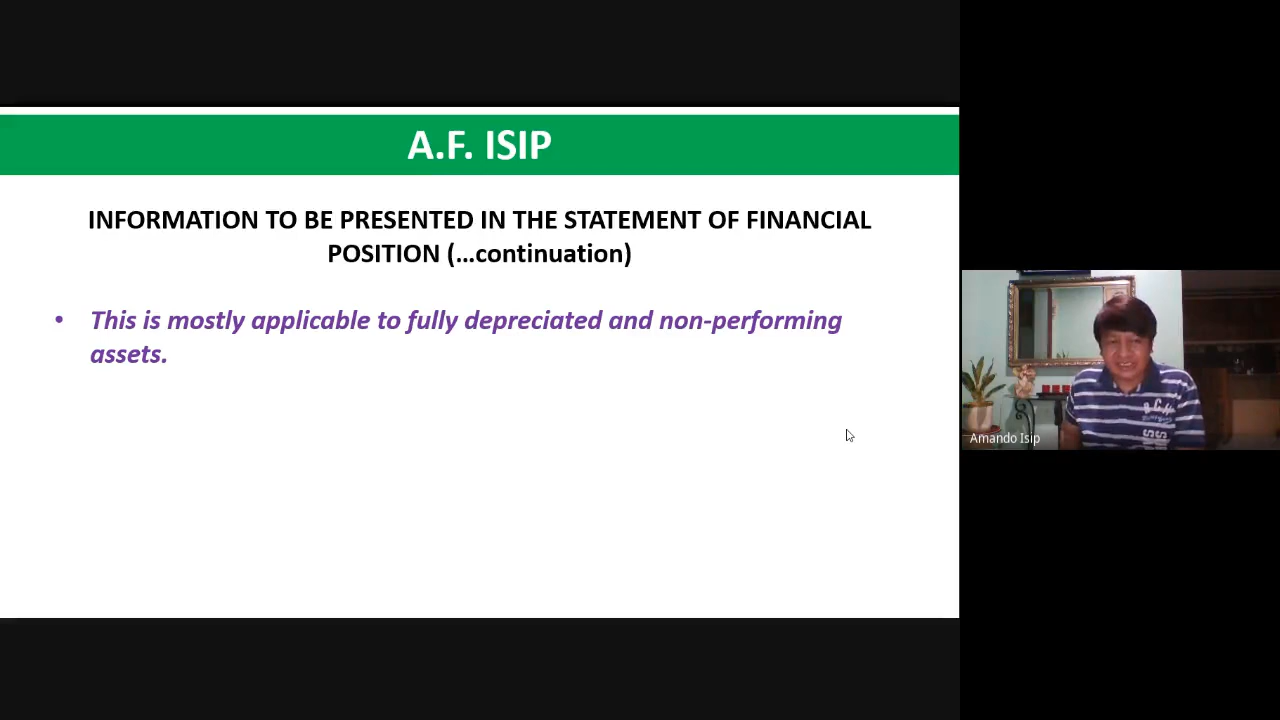 A.F. ISIP
INFORMATION TO BE PRESENTED IN THE STATEMENT OF FINANCIAL
POSITION (...continuation)
• This is mostly applicable to fully depreciated and non-performing
assets.
Amando Isip